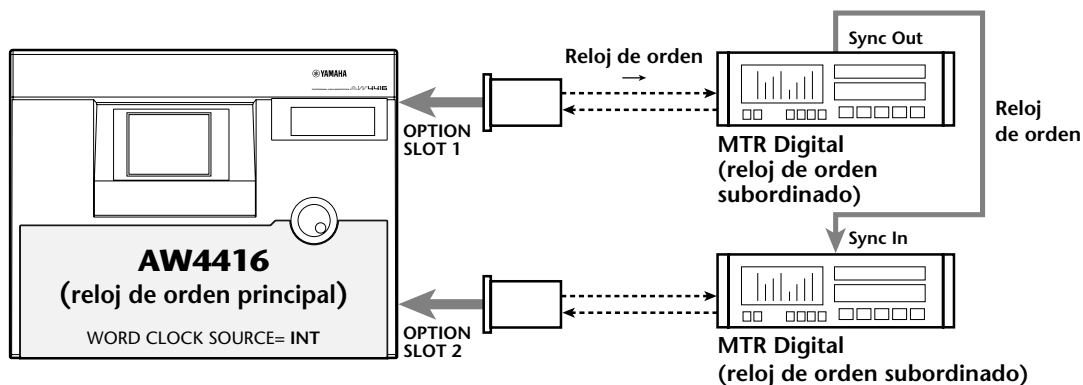 YAMAHA
AW4416
OPTION
SLOT 1
Reloj de orden
→
Sync Out
MTR Digital
(reloj de orden
subordinado)
Reloj
de orden
AW4416
(reloj de orden principal)
WORD CLOCK SOURCE= INT
OPTION
SLOT 2
Sync In
MTR Digital
(reloj de orden subordinado)